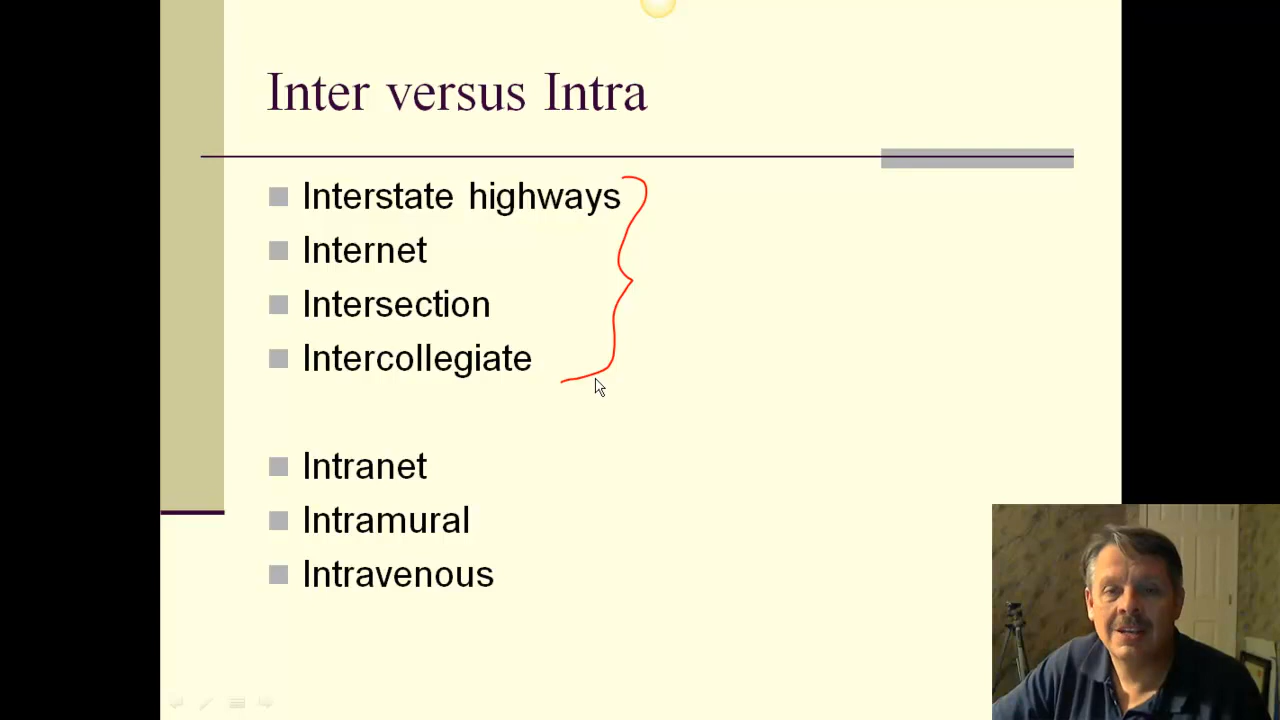 Inter versus Intra
Interstate highways
Internet
Intersection
Intercollegiate
Intranet
Intramural
Intravenous